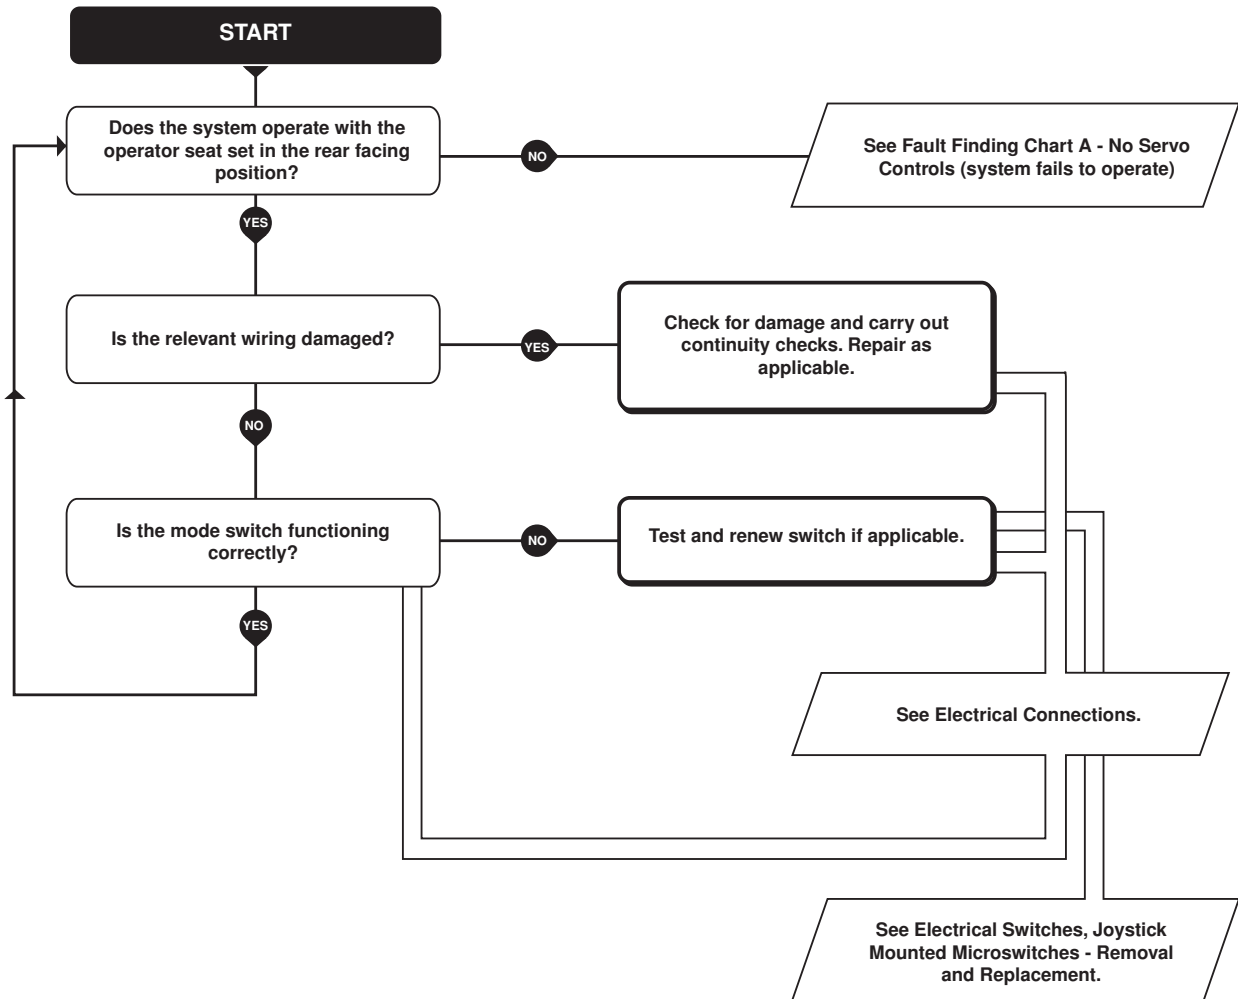 START
Does the system operate with the
operator seat set in the rear facing
position?
NO
See Fault Finding Chart A - No Servo
Controls (system fails to operate)
YES
Is the relevant wiring damaged?
YES
Check for damage and carry out
continuity checks. Repair as
applicable.
NO
Is the mode switch functioning
correctly?
NO
Test and renew switch if applicable.
YES
See Electrical Connections.
See Electrical Switches, Joystick
Mounted Microswitches - Removal
and Replacement.